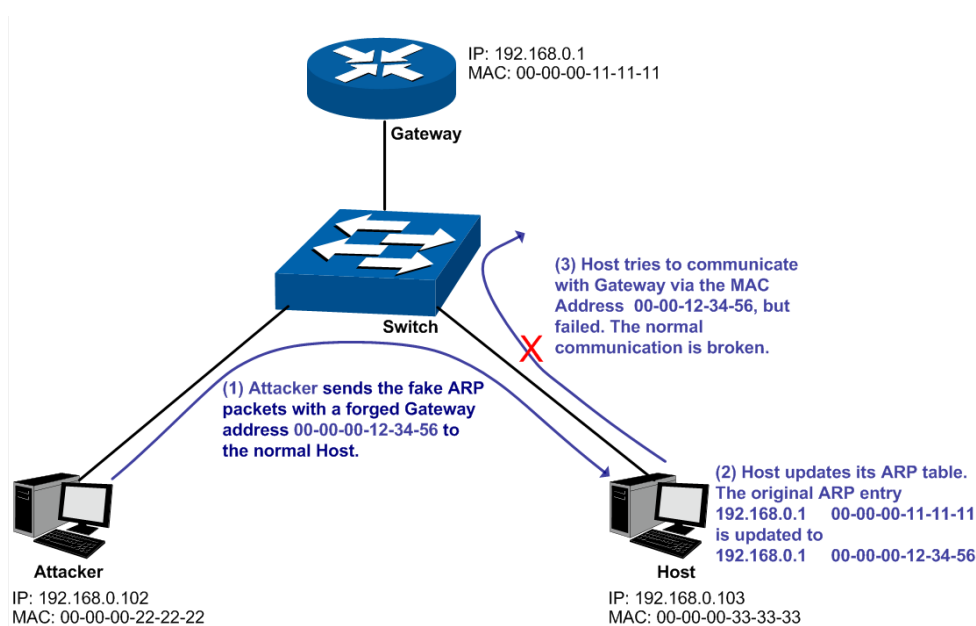 IP: 192.168.0.1
MAC: 00-00-00-11-11-11
Gateway
Switch
(3) Host tries to communicate
with Gateway via the MAC
Address 00-00-12-34-56, but
failed. The normal
communication is broken.
X
(1) Attacker sends the fake ARP
packets with a forged Gateway
address 00-00-00-12-34-56 to
the normal Host.
(2) Host updates its ARP table.
The original ARP entry
192.168.0.1 00-00-00-11-11-11
is updated to
192.168.0.1 00-00-00-12-34-56
Attacker
IP: 192.168.0.102
MAC: 00-00-00-22-22-22
Host
IP: 192.168.0.103
MAC: 00-00-00-33-33-33